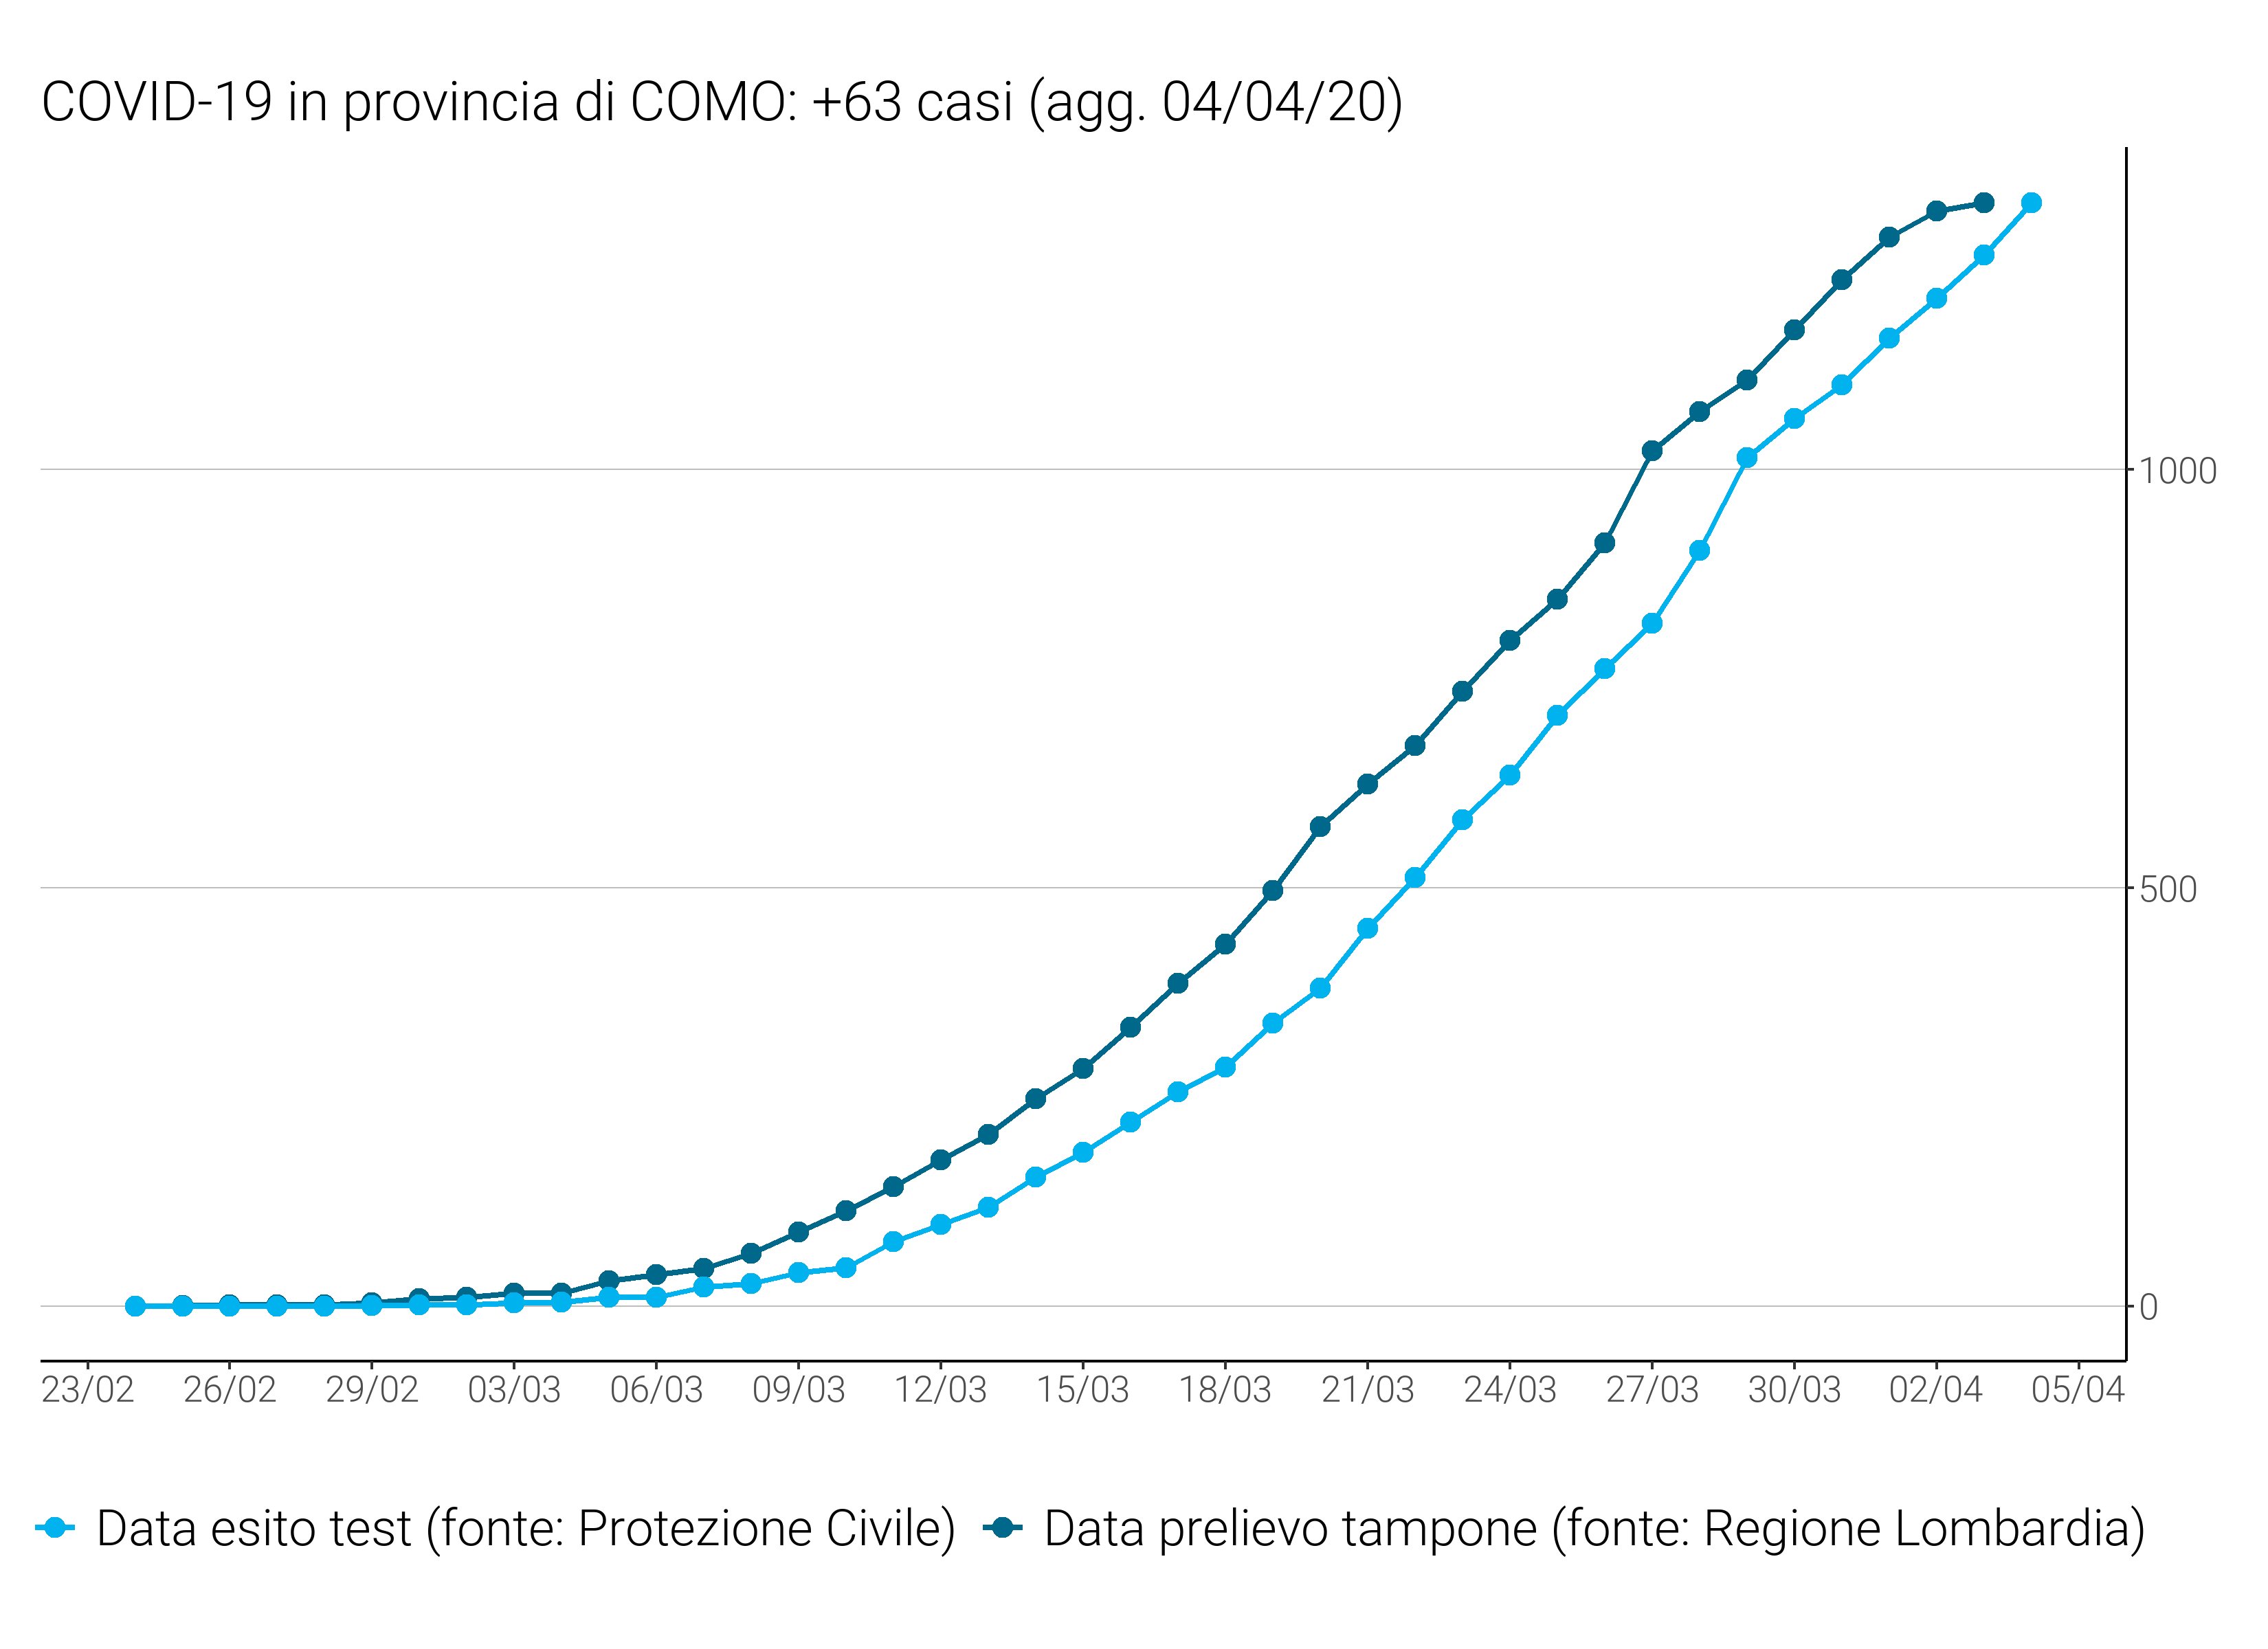 COVID-19 in provincia di COMO: +63 casi (agg. 04/04/20)
1000
500
0
23/02 26/02 29/02 03/03 06/03 09/03 12/03 15/03 18/03 21/03 24/03 27/03 30/03 02/04 05/04
Data esito test (fonte: Protezione Civile) Data prelievo tampone (fonte: Regione Lombardia)